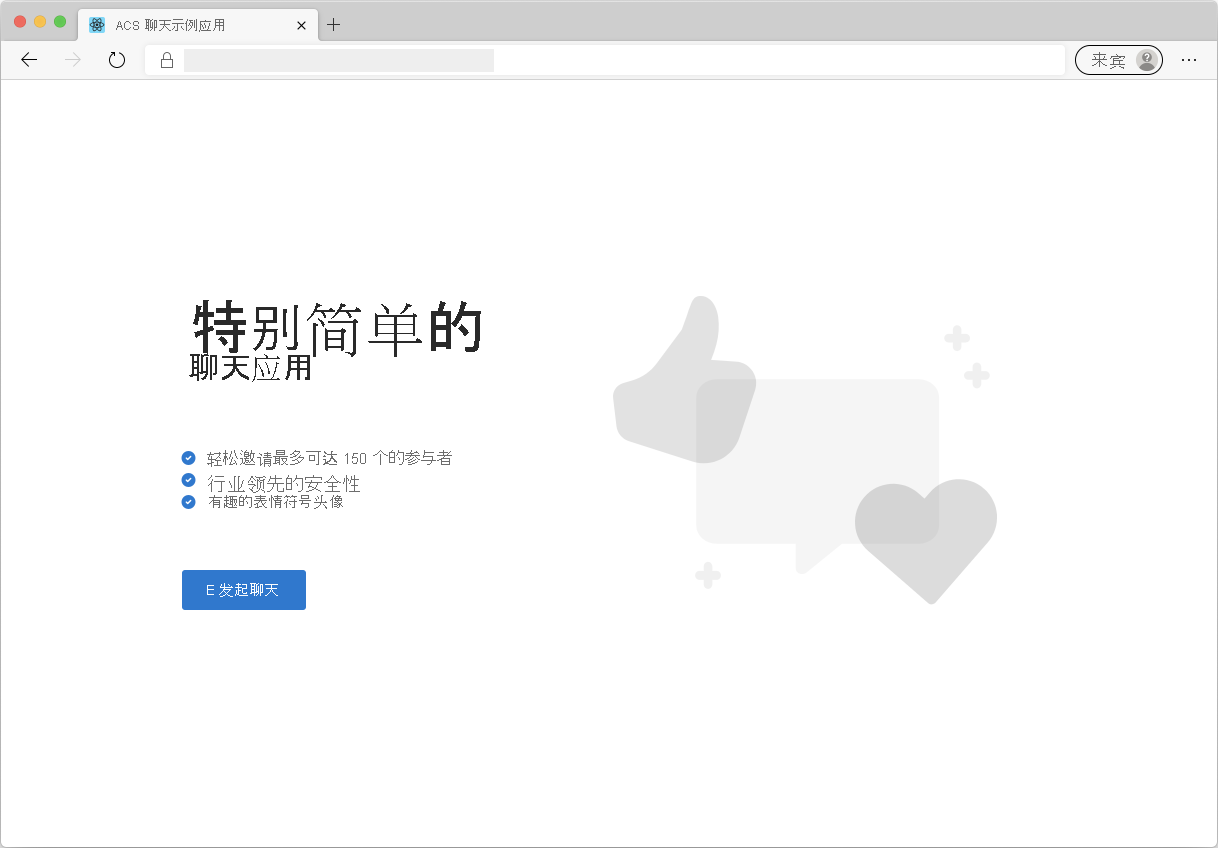 ACS 聊天示例应用
来宾
特别简单的
聊天应用
轻松邀请最多可达 150 个的参与者
行业领先的安全性
有趣的表情符号头像
E 发起聊天